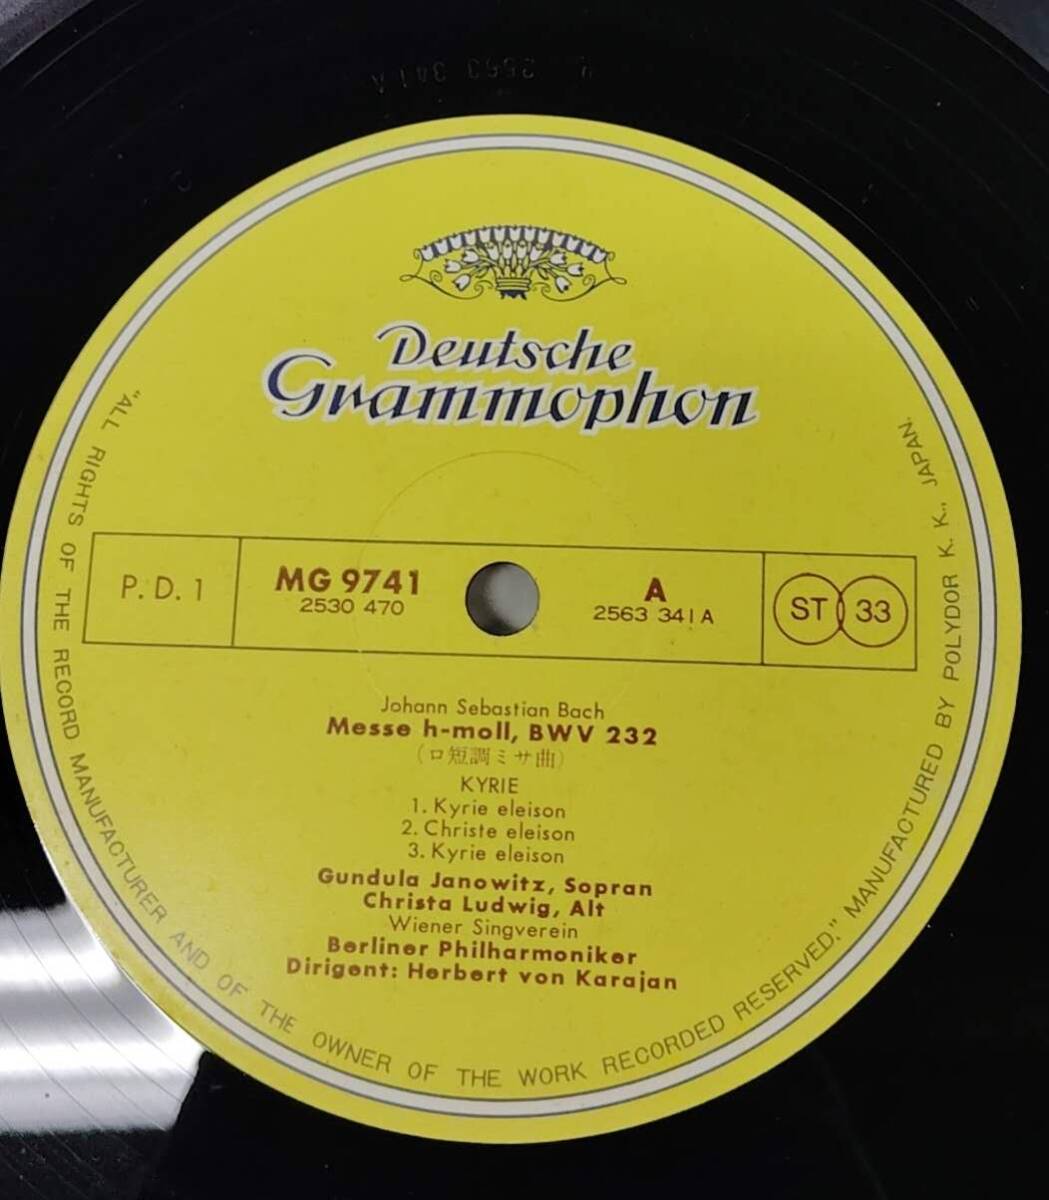 2563 341A
Deutsche
Grammophon
P.D.1
MG 9741
2530 470
A
2563 341A
ST 33
Johann Sebastian Bach
Messe h-moll, BWV 232
(ロ短調ミサ曲)
KYRIE
1. Kyrie eleison
2. Christe eleison
3. Kyrie eleison
Gundula Janowitz, Sopran
Christa Ludwig, Alt
Wiener Singverein
Berliner Philharmoniker
Dirigent: Herbert von Karajan
"ALL RIGHTS OF THE RECORD MANUFACTURER AND OF THE OWNER OF THE WORK RECORDED RESERVED." MANUFACTURED BY POLYDOR K. K., JAPAN.